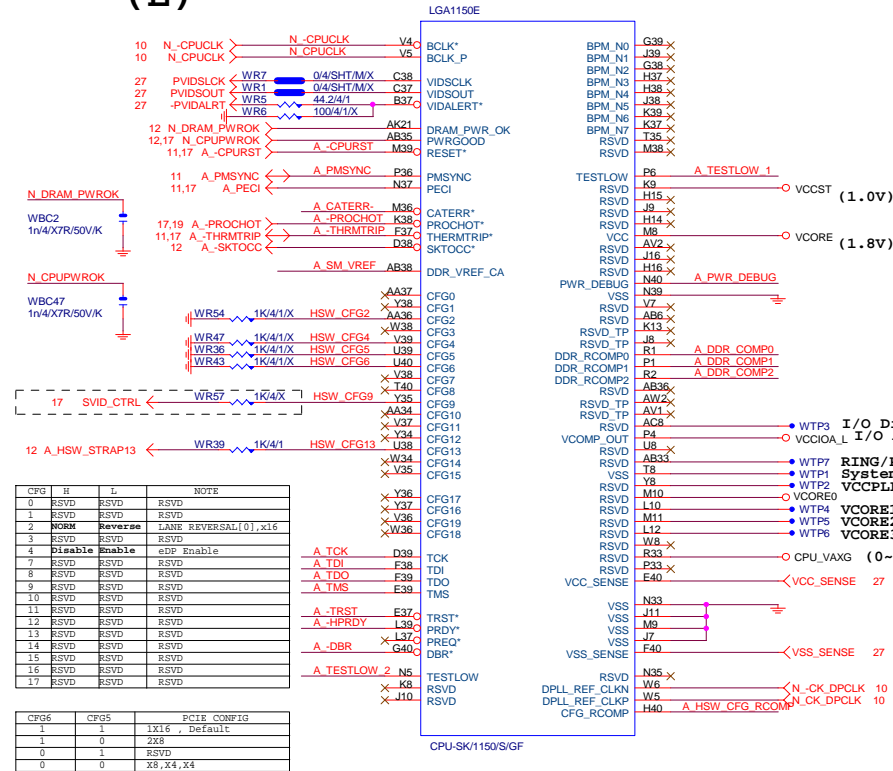 (E)
LGA1150E
10 N_-CPUCLK N_-CPUCLK V4 BCLK*
10 N_CPUCLK N_CPUCLK V5 BCLK_P
27 PVIDSLCK WR7 0/4/SHT/M/X C38 VIDSCLK
27 PVIDSOUT WR1 0/4/SHT/M/X C37 VIDSOUT
27 -PVIDALRT WR5 44.2/4/1 B37 VIDALERT*
WR6 100/4/1/X
12 N_DRAM_PWROK AK21 DRAM_PWR_OK
12,17 N_CPUPWROK AB35 PWRGOOD
11,17 A_-CPURST A_-CPURST M39 RESET*
11 A_PMSYNC A_PMSYNC P36 PMSYNC
11,17 A_PECI A_PECI N37 PECI
A_CATERR- M36 CATERR*
17,19 A_-PROCHOT A_-PROCHOT K38 PROCHOT*
11,17 A_-THRMTRIP A_-THRMTRIP F37 THERMTRIP*
12 A_-SKTOCC A_-SKTOCC D38 SKTOCC*
A_SM_VREF AB38 DDR_VREF_CA
N_DRAM_PWROK
WBC2
1n/4/X7R/50V/K
N_CPUPWROK
WBC47
1n/4/X7R/50V/K
AA37 CFG0
Y38 CFG1
WR54 1K/4/1/X HSW_CFG2 AA36 CFG2
W38 CFG3
WR47 1K/4/1/X HSW_CFG4 V39 CFG4
WR36 1K/4/1/X HSW_CFG5 U39 CFG5
WR43 1K/4/1/X HSW_CFG6 U40 CFG6
V38 CFG7
T40 CFG8
17 SVID_CTRL WR57 1K/4/X HSW_CFG9 Y35 CFG9
AA34 CFG10
V37 CFG11
Y34 CFG12
12 A_HSW_STRAP13 WR39 1K/4/1 HSW_CFG13 U38 CFG13
W34 CFG14
V35 CFG15
Y36 CFG17
Y37 CFG16
V36 CFG19
W36 CFG18
A_TCK D39 TCK
A_TDI F38 TDI
A_TDO F39 TDO
A_TMS E39 TMS
A_-TRST E37 TRST*
A_-HPRDY L39 PRDY*
L37 PREQ*
A_-DBR G40 DBR*
A_TESTLOW_2 N5 TESTLOW
K8 RSVD
J10 RSVD
BPM_N0 G39
BPM_N1 J39
BPM_N2 G38
BPM_N3 H37
BPM_N4 H38
BPM_N5 J38
BPM_N6 K39
BPM_N7 K37
RSVD T35
RSVD M38
TESTLOW P6 A_TESTLOW_1
RSVD K9 VCCST (1.0V)
RSVD H15
RSVD J9
RSVD H14
VCC M8 VCORE (1.8V)
RSVD AV2
RSVD J16
RSVD H16
PWR_DEBUG N40 A_PWR_DEBUG
VSS N39
RSVD V7
RSVD AB6
RSVD_TP K13
RSVD_TP J8
DDR_RCOMP0 R1 A_DDR_COMP0
DDR_RCOMP1 P1 A_DDR_COMP1
DDR_RCOMP2 R2 A_DDR_COMP2
RSVD AB36
RSVD_TP AW2
RSVD_TP AV1
RSVD AC8 WTP3 I/O Di
VCOMP_OUT P4 VCCIOA_L I/O
RSVD U8
RSVD AB33 WTP7 RING/
VSS T8 WTP1 System
RSVD Y8 WTP2 VCCPLL
RSVD M10 VCORE0
RSVD L10 WTP4 VCORE1
RSVD M11 WTP5 VCORE2
RSVD L12 WTP6 VCORE3
RSVD W8
RSVD R33 CPU_VAXG (0~
RSVD P33
VCC_SENSE E40 VCC_SENSE 27
VSS N33
VSS J11
VSS M9
VSS J7
VSS_SENSE F40 VSS_SENSE 27
RSVD N35
DPLL_REF_CLKN W6 N_-CK_DPCLK 10
DPLL_REF_CLKP W5 N_CK_DPCLK 10
CFG_RCOMP H40 A_HSW_CFG_RCOMP
CPU-SK/1150/S/GF
CFG H L NOTE
0 RSVD RSVD RSVD
1 RSVD RSVD RSVD
2 NORM Reverse LANE REVERSAL[0],x16
3 RSVD RSVD RSVD
4 Disable Enable eDP Enable
7 RSVD RSVD RSVD
8 RSVD RSVD RSVD
9 RSVD RSVD RSVD
10 RSVD RSVD RSVD
11 RSVD RSVD RSVD
12 RSVD RSVD RSVD
13 RSVD RSVD RSVD
14 RSVD RSVD RSVD
15 RSVD RSVD RSVD
16 RSVD RSVD RSVD
17 RSVD RSVD RSVD
CFG6 CFG5 PCIE CONFIG
1 1 1X16 , Default
1 0 2X8
0 1 RSVD
0 0 X8,X4,X4